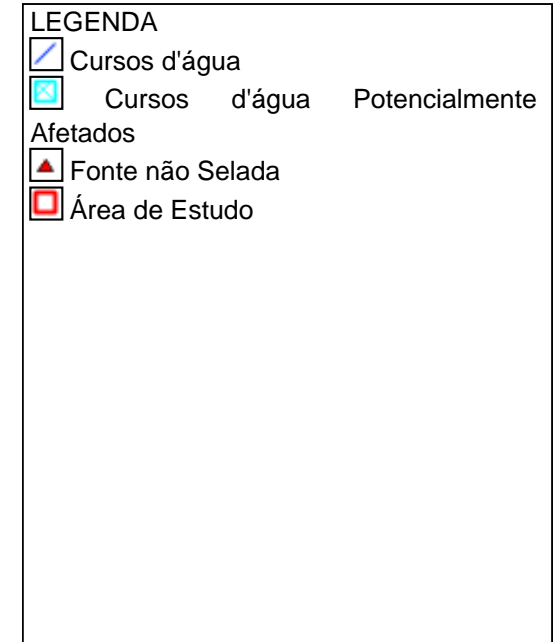 LEGENDA
Cursos d'água
Cursos d'água Potencialmente
Afetados
Fonte não Selada
Área de Estudo